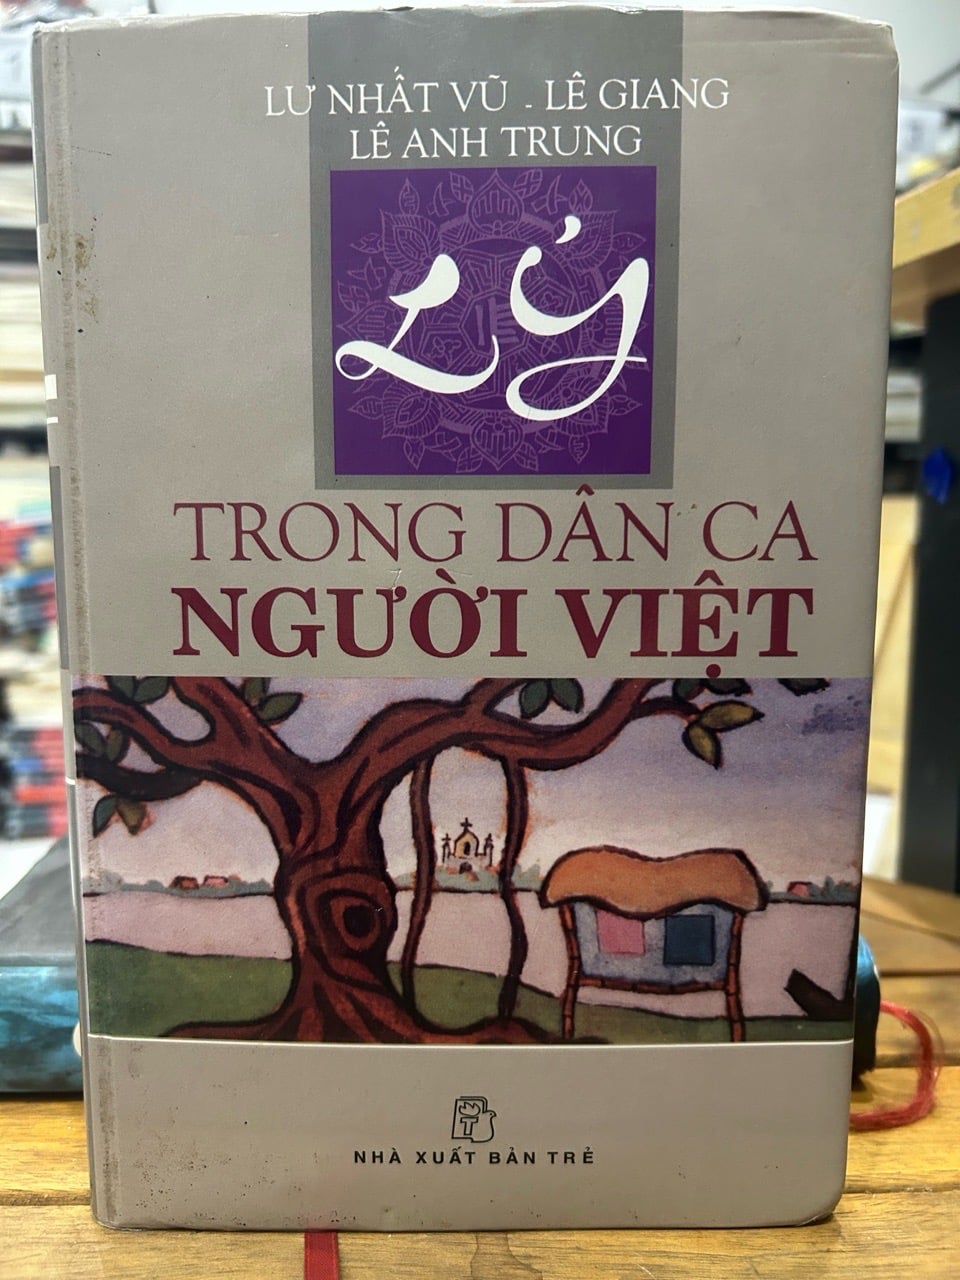 LƯ NHẤT VŨ - LÊ GIANG
LÊ ANH TRUNG
LÝ
TRONG DÂN CA
NGƯỜI VIỆT
NHÀ XUẤT BẢN TRẺ